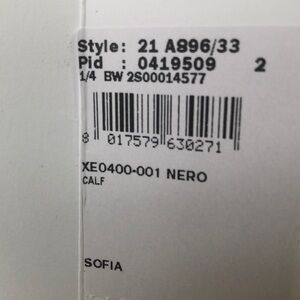 Style: 21 A896/33
Pid : 0419509 2
1/4 BW 2S00014577
8 017579 630271
XE0400-001 NERO
CALF
SOFIA